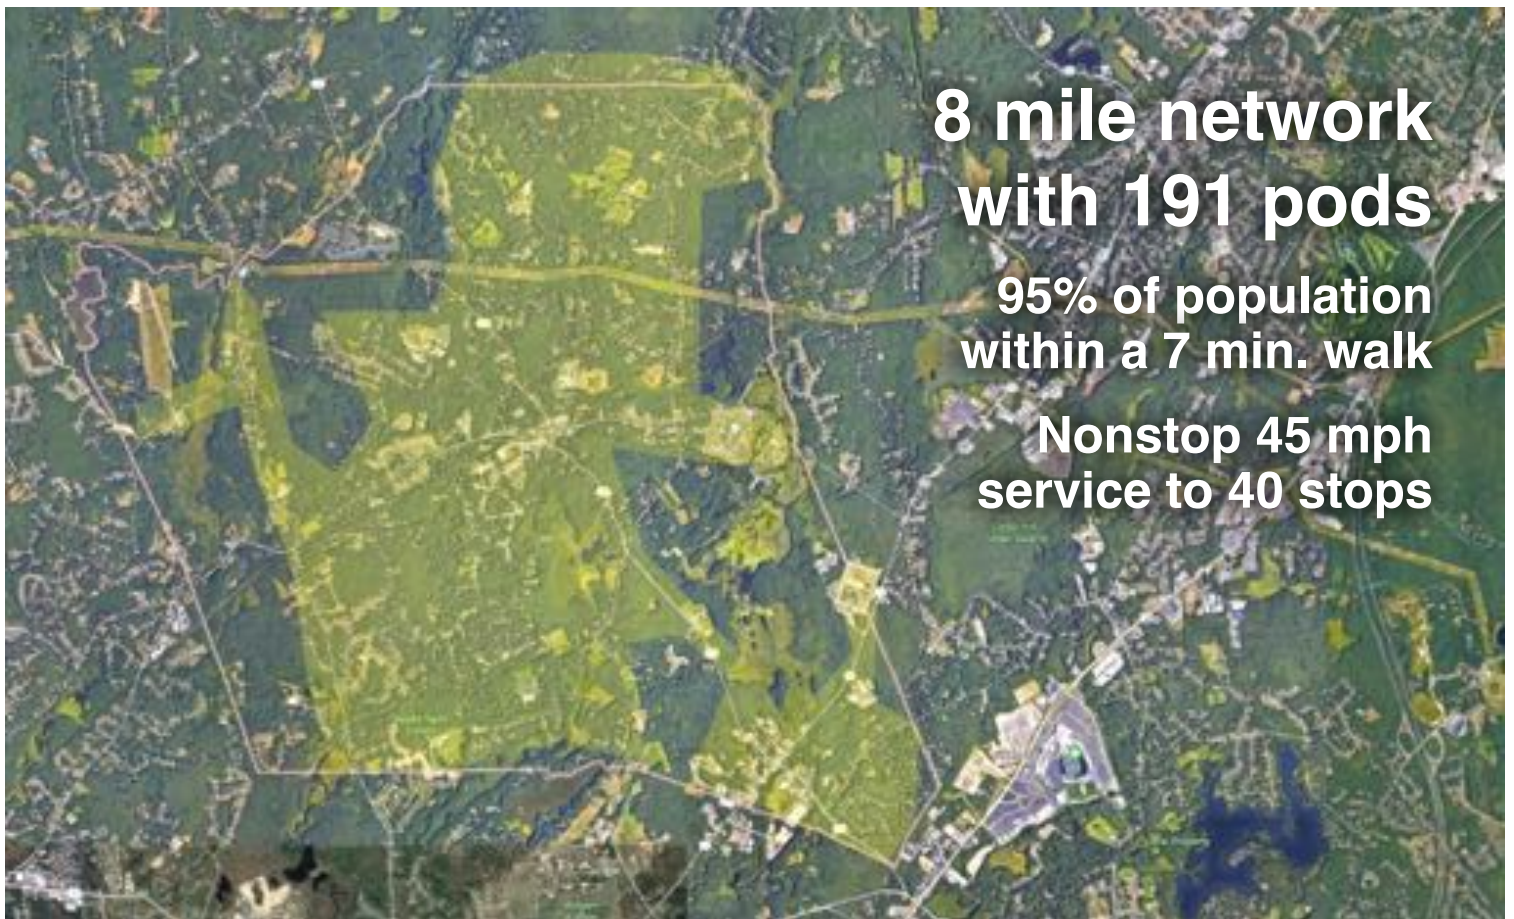 8 mile network
with 191 pods
95% of population
within a 7 min. walk
Nonstop 45 mph
service to 40 stops